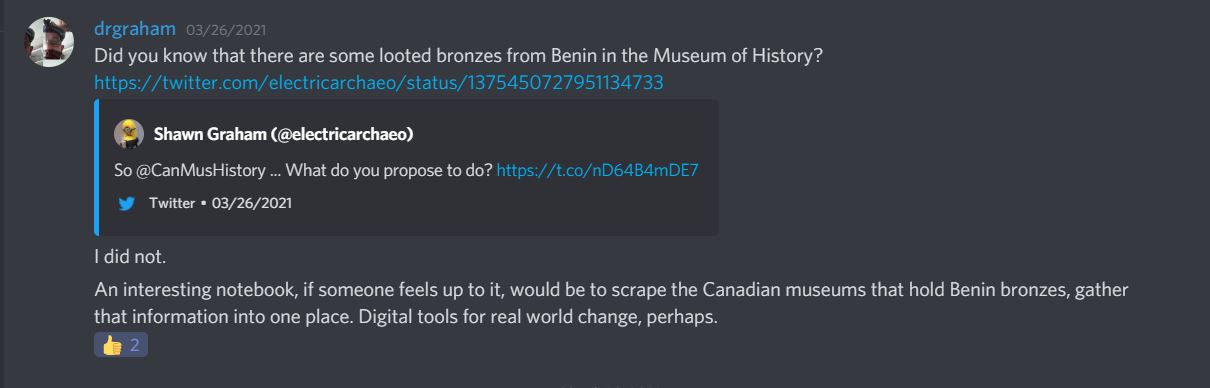 drgraham 03/26/2021
Did you know that there are some looted bronzes from Benin in the Museum of History?
https://twitter.com/electricarchaeo/status/1375450727951134733
Shawn Graham (@electricarchaeo)
So @CanMusHistory ... What do you propose to do? https://t.co/nD64B4mDE7
Twitter • 03/26/2021
I did not.
An interesting notebook, if someone feels up to it, would be to scrape the Canadian museums that hold Benin bronzes, gather
that information into one place. Digital tools for real world change, perhaps.
👍 2